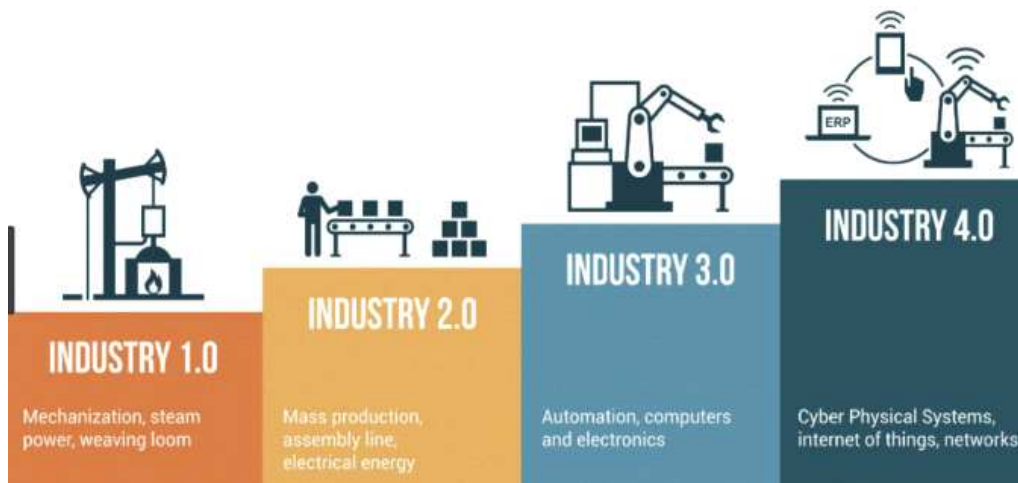 ERP
INDUSTRY 1.0
Mechanization, steam
power, weaving loom
INDUSTRY 2.0
Mass production,
assembly line,
electrical energy
INDUSTRY 3.0
Automation, computers
and electronics
INDUSTRY 4.0
Cyber Physical Systems,
internet of things, networks